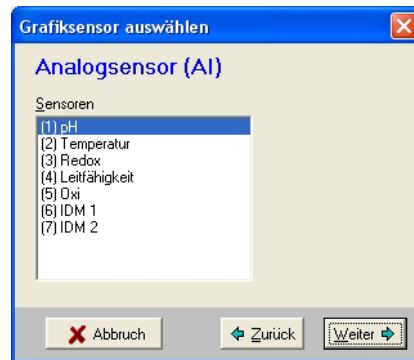 Grafiksensor auswählen
Analogsensor (AI)
Sensoren
(1) pH
(2) Temperatur
(3) Redox
(4) Leitfähigkeit
(5) Oxi
(6) IDM 1
(7) IDM 2
Abbruch
Zurück
Weiter